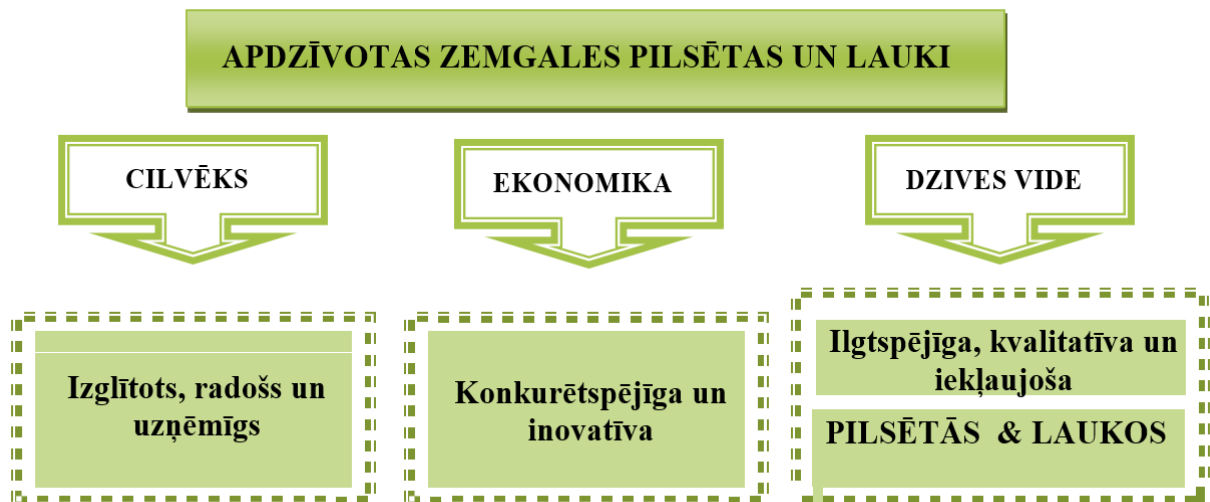 APDZĪVOTAS ZEMGALES PILSĒTAS UN LAUKI
CILVĒKS
EKONOMIKA
DZIVES VIDE
Izglītots, radošs un
uzņēmīgs
Konkurētspējīga un
inovatīva
Ilgtspējīga, kvalitatīva un
iekļaujoša
PILSĒTĀS & LAUKOS